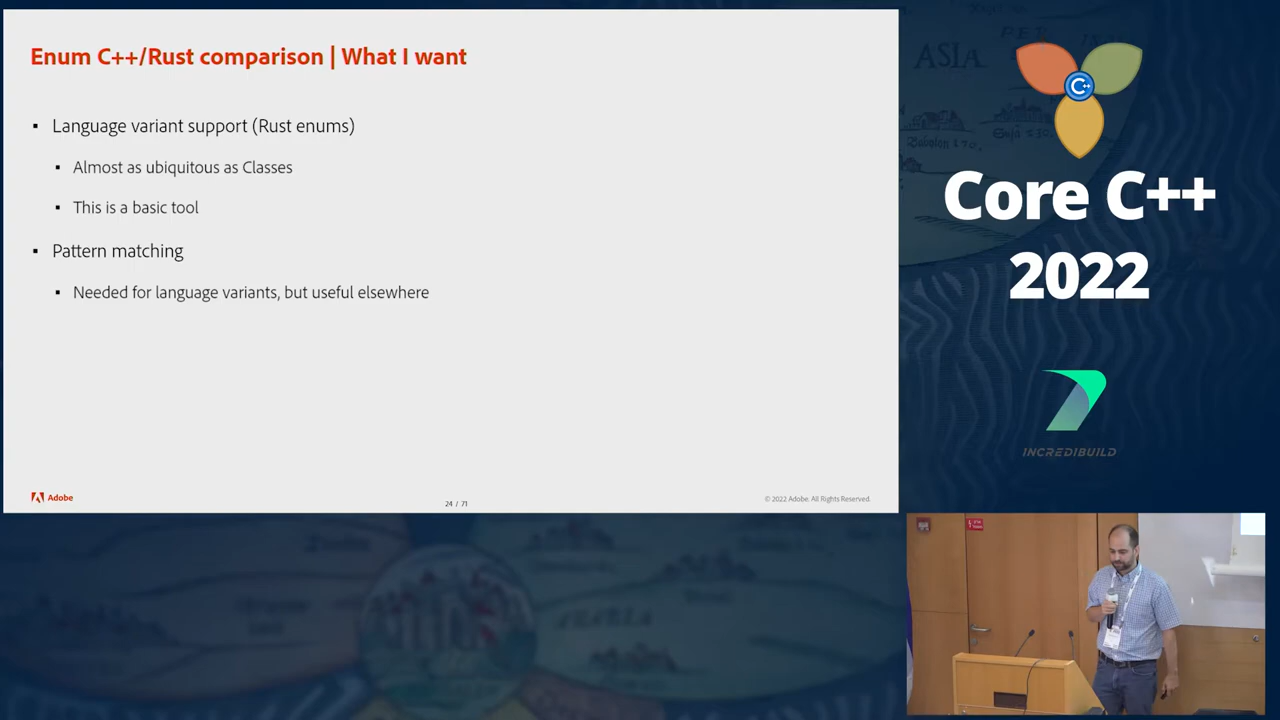 Enum C++/Rust comparison | What I want
▪ Language variant support (Rust enums)
▪ Almost as ubiquitous as Classes
▪ This is a basic tool
▪ Pattern matching
▪ Needed for language variants, but useful elsewhere
Adobe
24 / 71
© 2022 Adobe. All Rights Reserved.
ASIA
C++
Core C++
2022
INCREDIBUILD